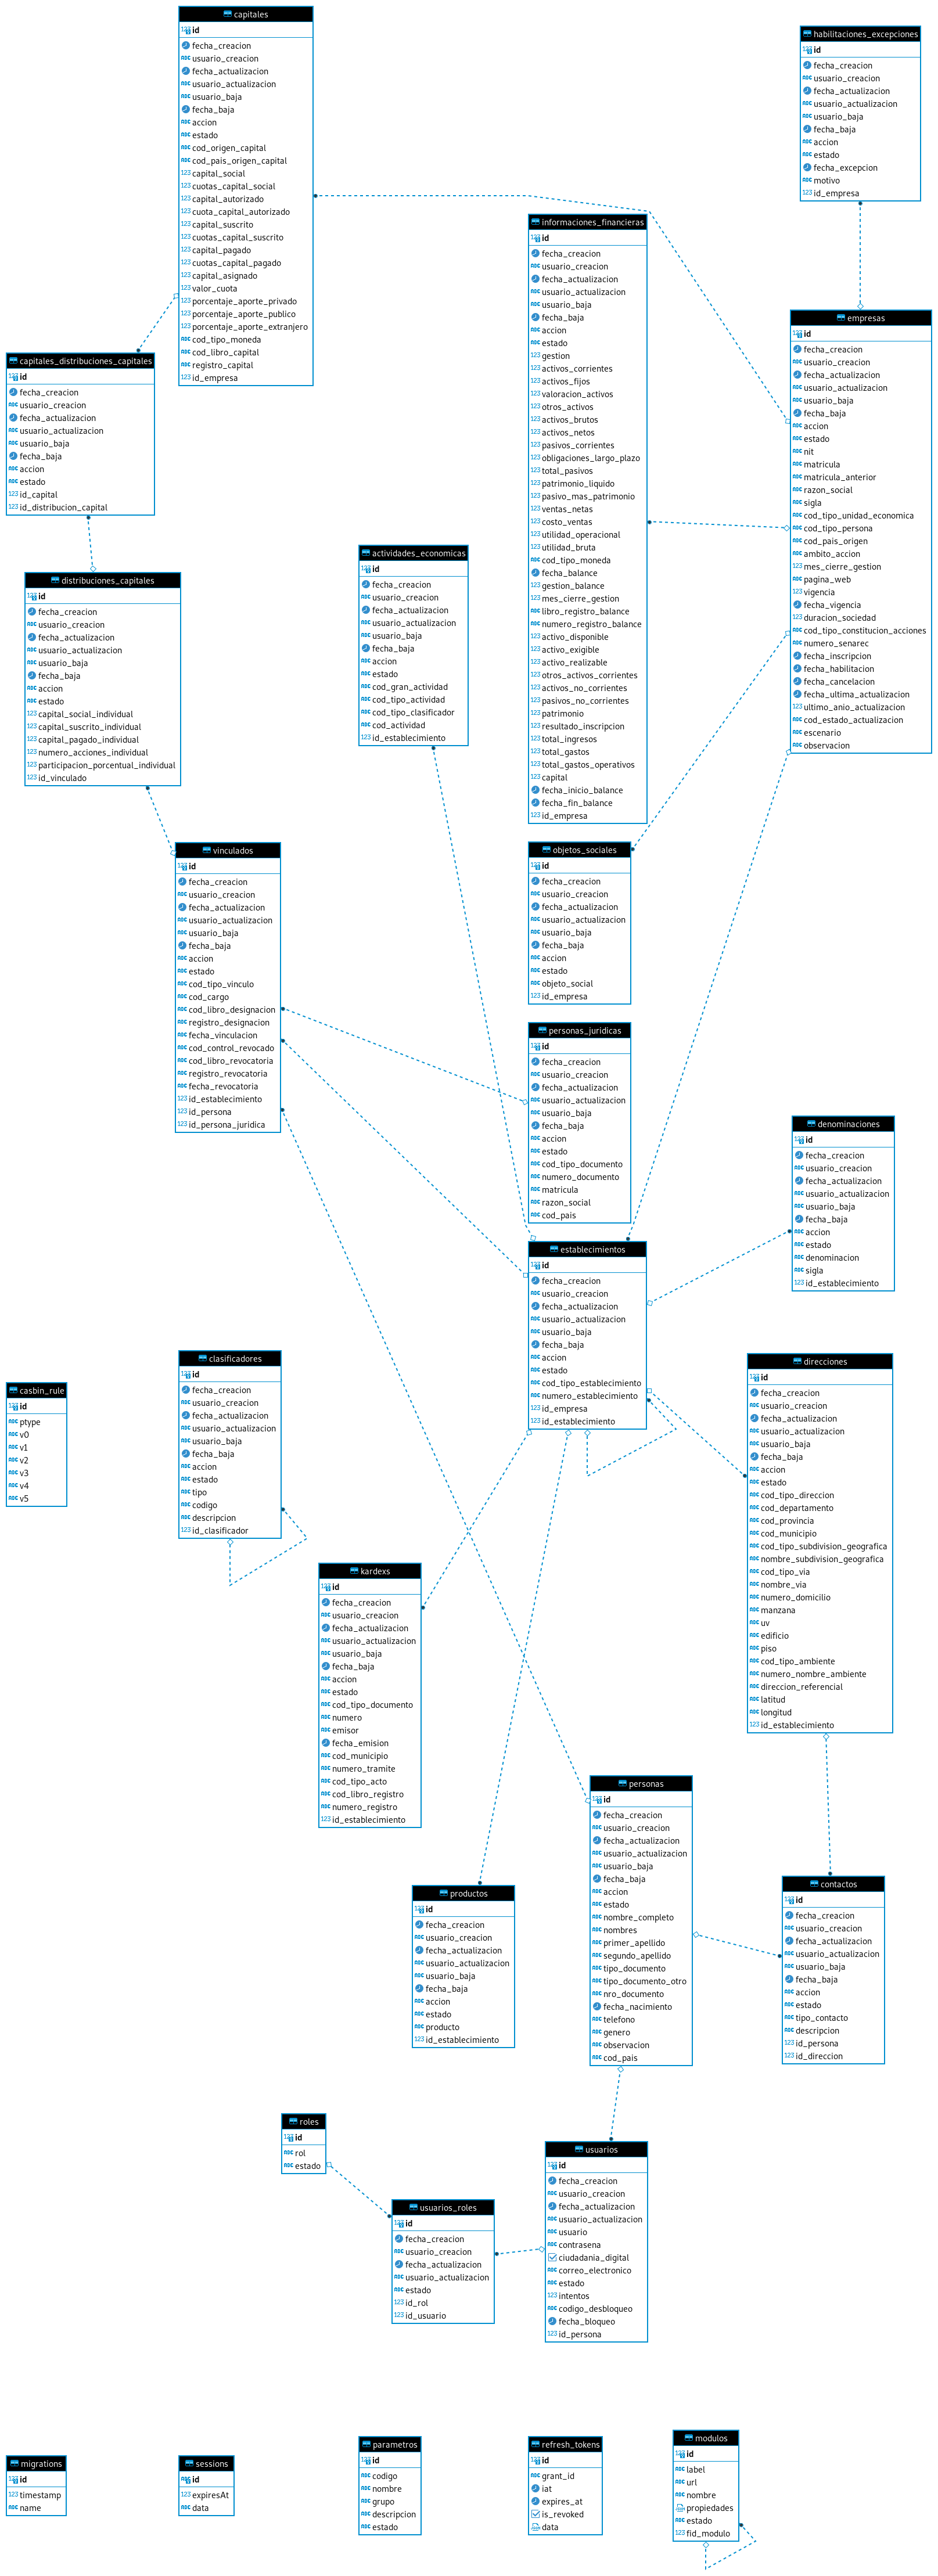 capitales
id
fecha_creacion
usuario_creacion
fecha_actualizacion
usuario_actualizacion
usuario_baja
fecha_baja
accion
estado
cod_origen_capital
cod_pais_origen_capital
capital_social
cuotas_capital_social
capital_autorizado
cuota_capital_autorizado
capital_suscrito
cuotas_capital_suscrito
capital_pagado
cuotas_capital_pagado
capital_asignado
valor_cuota
porcentaje_aporte_privado
porcentaje_aporte_publico
porcentaje_aporte_extranjero
cod_tipo_moneda
cod_libro_capital
registro_capital
id_empresa
habilitaciones_excepciones
id
fecha_creacion
usuario_creacion
fecha_actualizacion
usuario_actualizacion
usuario_baja
fecha_baja
accion
estado
fecha_excepcion
motivo
id_empresa
informaciones_financieras
id
fecha_creacion
usuario_creacion
fecha_actualizacion
usuario_actualizacion
usuario_baja
fecha_baja
accion
estado
gestion
activos_corrientes
activos_fijos
valoracion_activos
otros_activos
activos_brutos
activos_netos
pasivos_corrientes
obligaciones_largo_plazo
total_pasivos
patrimonio_liquido
pasivo_mas_patrimonio
ventas_netas
costo_ventas
utilidad_operacional
utilidad_bruta
cod_tipo_moneda
fecha_balance
gestion_balance
mes_cierre_gestion
libro_registro_balance
numero_registro_balance
activo_disponible
activo_exigible
activo_realizable
otros_activos_corrientes
activos_no_corrientes
pasivos_no_corrientes
patrimonio
resultado_inscripcion
total_ingresos
total_gastos
total_gastos_operativos
capital
fecha_inicio_balance
fecha_fin_balance
id_empresa
empresas
id
fecha_creacion
usuario_creacion
fecha_actualizacion
usuario_actualizacion
usuario_baja
fecha_baja
accion
estado
nit
matricula
matricula_anterior
razon_social
sigla
cod_tipo_unidad_economica
cod_tipo_persona
cod_pais_origen
ambito_accion
mes_cierre_gestion
pagina_web
vigencia
fecha_vigencia
duracion_sociedad
cod_tipo_constitucion_acciones
numero_senarec
fecha_inscripcion
fecha_habilitacion
fecha_cancelacion
fecha_ultima_actualizacion
ultimo_anio_actualizacion
cod_estado_actualizacion
escenario
observacion
capitales_distribuciones_capitales
id
fecha_creacion
usuario_creacion
fecha_actualizacion
usuario_actualizacion
usuario_baja
fecha_baja
accion
estado
id_capital
id_distribucion_capital
distribuciones_capitales
id
fecha_creacion
usuario_creacion
fecha_actualizacion
usuario_actualizacion
usuario_baja
fecha_baja
accion
estado
capital_social_individual
capital_suscrito_individual
capital_pagado_individual
numero_acciones_individual
participacion_porcentual_individual
id_vinculado
actividades_economicas
id
fecha_creacion
usuario_creacion
fecha_actualizacion
usuario_actualizacion
usuario_baja
fecha_baja
accion
estado
cod_gran_actividad
cod_tipo_actividad
cod_tipo_clasificador
cod_actividad
id_establecimiento
vinculados
id
fecha_creacion
usuario_creacion
fecha_actualizacion
usuario_actualizacion
usuario_baja
fecha_baja
accion
estado
cod_tipo_vinculo
cod_cargo
cod_libro_designacion
registro_designacion
fecha_vinculacion
cod_control_revocado
cod_libro_revocatoria
registro_revocatoria
fecha_revocatoria
id_establecimiento
id_persona
id_persona_juridica
objetos_sociales
id
fecha_creacion
usuario_creacion
fecha_actualizacion
usuario_actualizacion
usuario_baja
fecha_baja
accion
estado
objeto_social
id_empresa
personas_juridicas
id
fecha_creacion
usuario_creacion
fecha_actualizacion
usuario_actualizacion
usuario_baja
fecha_baja
accion
estado
cod_tipo_documento
numero_documento
matricula
razon_social
cod_pais
denominaciones
id
fecha_creacion
usuario_creacion
fecha_actualizacion
usuario_actualizacion
usuario_baja
fecha_baja
accion
estado
denominacion
sigla
id_establecimiento
establecimientos
id
fecha_creacion
usuario_creacion
fecha_actualizacion
usuario_actualizacion
usuario_baja
fecha_baja
accion
estado
cod_tipo_establecimiento
numero_establecimiento
id_empresa
id_establecimiento
clasificadores
id
fecha_creacion
usuario_creacion
fecha_actualizacion
usuario_actualizacion
usuario_baja
fecha_baja
accion
estado
tipo
codigo
descripcion
id_clasificador
direcciones
id
fecha_creacion
usuario_creacion
fecha_actualizacion
usuario_actualizacion
usuario_baja
fecha_baja
accion
estado
cod_tipo_direccion
cod_departamento
cod_provincia
cod_municipio
cod_tipo_subdivision_geografica
nombre_subdivision_geografica
cod_tipo_via
nombre_via
numero_domicilio
manzana
uv
edificio
piso
cod_tipo_ambiente
numero_nombre_ambiente
direccion_referencial
latitud
longitud
id_establecimiento
casbin_rule
id
ptype
v0
v1
v2
v3
v4
v5
kardexs
id
fecha_creacion
usuario_creacion
fecha_actualizacion
usuario_actualizacion
usuario_baja
fecha_baja
accion
estado
cod_tipo_documento
numero
emisor
fecha_emision
cod_municipio
numero_tramite
cod_tipo_acto
cod_libro_registro
numero_registro
id_establecimiento
personas
id
fecha_creacion
usuario_creacion
fecha_actualizacion
usuario_actualizacion
usuario_baja
fecha_baja
accion
estado
nombre_completo
nombres
primer_apellido
segundo_apellido
tipo_documento
tipo_documento_otro
nro_documento
fecha_nacimiento
telefono
genero
observacion
cod_pais
contactos
id
fecha_creacion
usuario_creacion
fecha_actualizacion
usuario_actualizacion
usuario_baja
fecha_baja
accion
estado
tipo_contacto
descripcion
id_persona
id_direccion
productos
id
fecha_creacion
usuario_creacion
fecha_actualizacion
usuario_actualizacion
usuario_baja
fecha_baja
accion
estado
producto
id_establecimiento
roles
id
rol
estado
usuarios
id
fecha_creacion
usuario_creacion
fecha_actualizacion
usuario_actualizacion
usuario
contrasena
ciudadania_digital
correo_electronico
estado
intentos
codigo_desbloqueo
fecha_bloqueo
id_persona
usuarios_roles
id
fecha_creacion
usuario_creacion
fecha_actualizacion
usuario_actualizacion
estado
id_rol
id_usuario
migrations
id
timestamp
name
sessions
id
expiresAt
data
parametros
id
codigo
nombre
grupo
descripcion
estado
refresh_tokens
id
grant_id
iat
expires_at
is_revoked
data
modulos
id
label
url
nombre
propiedades
estado
fid_modulo